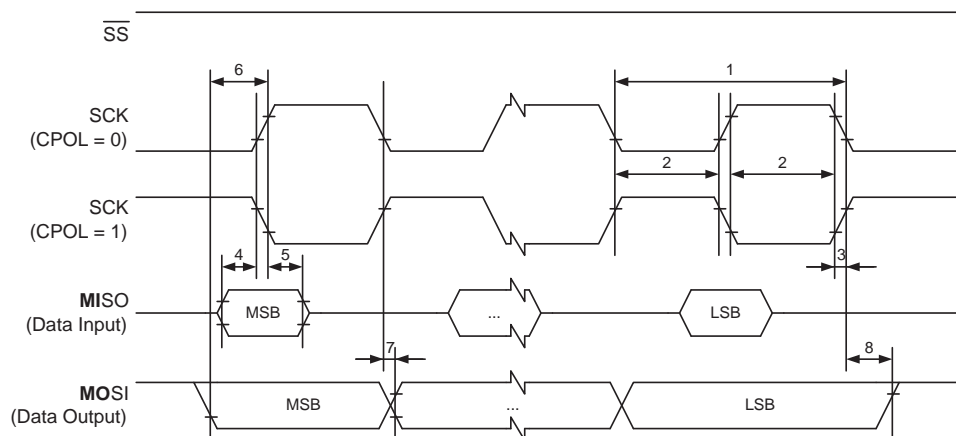 SS
6
1
SCK
(CPOL = 0)
2
2
SCK
(CPOL = 1)
4
5
3
MISO
(Data Input)
MSB
...
LSB
7
8
MOSI
(Data Output)
MSB
...
LSB